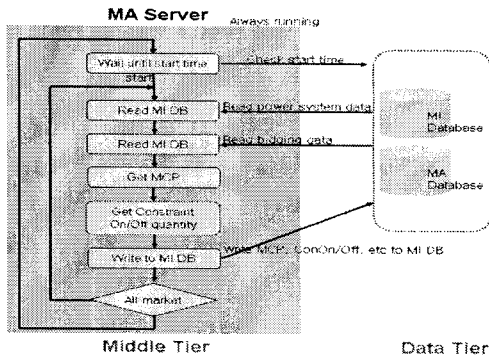 MA Server
Always running
Wait until start time
Check start time
start
Read MI DB
Read power system data
MI
Database
Read MI DB
Read bidding data
MA
Database
Get MCP
Get Constraint
On/Off quantity
Write to MI DB
Write MCP, ConOn/Off, etc to MI DB
All market
Middle Tier
Data Tier